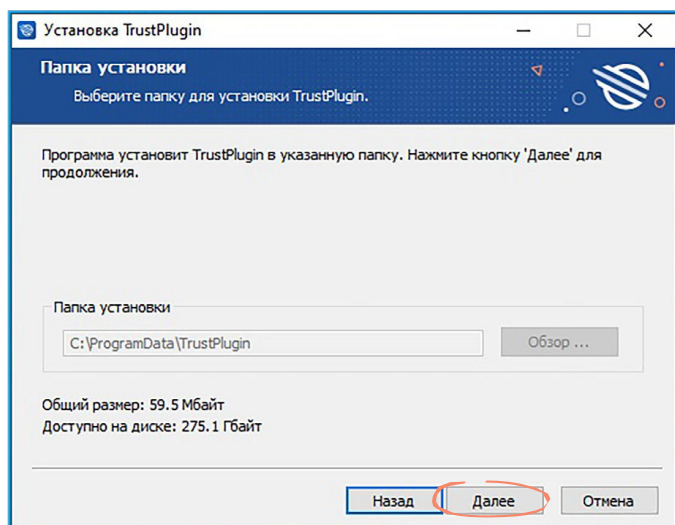 Установка TrustPlugin
Папка установки
Выберите папку для установки TrustPlugin.
Программа установит TrustPlugin в указанную папку. Нажмите кнопку 'Далее' для
продолжения.
Папка установки
C:\ProgramData\TrustPlugin
Обзор ...
Общий размер: 59.5 Мбайт
Доступно на диске: 275.1 Гбайт
Назад
Далее
Отмена